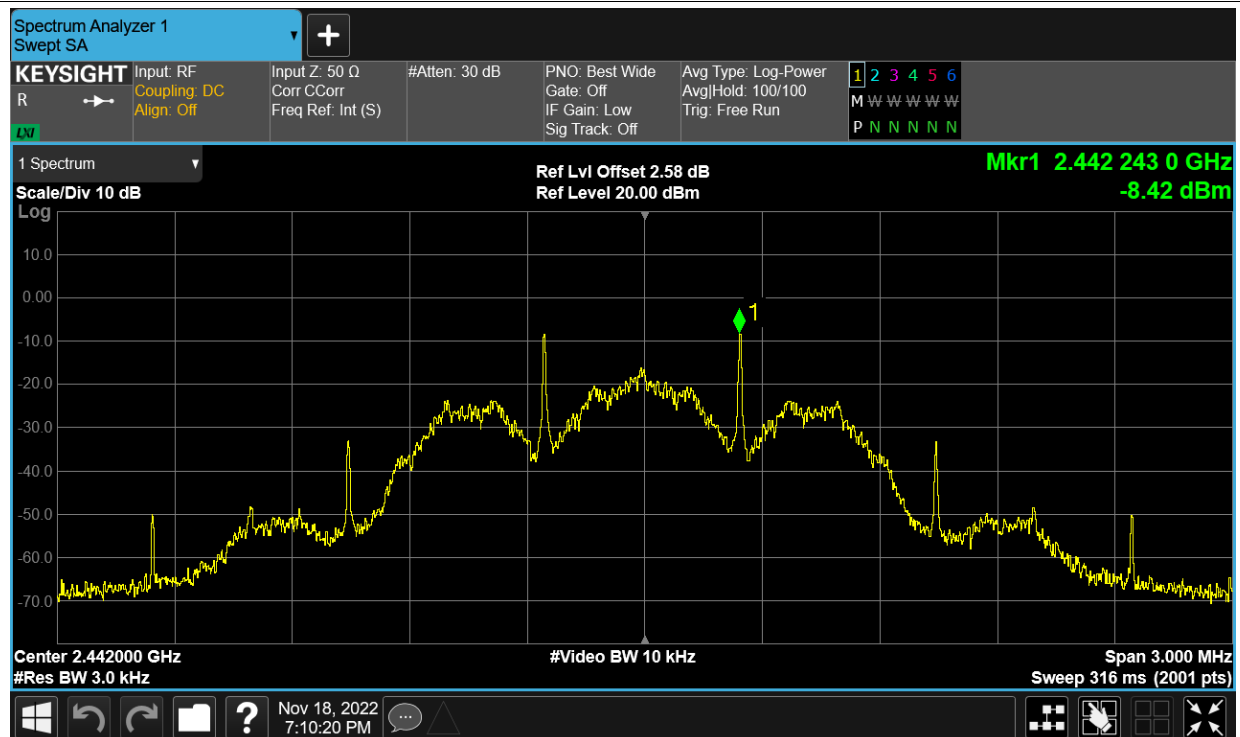 Spectrum Analyzer 1
Swept SA
KEYSIGHT
R
LXI
Input: RF
Coupling: DC
Align: Off
Input Z: 50 Ω
Corr CCorr
Freq Ref: Int (S)
#Atten: 30 dB
PNO: Best Wide
Gate: Off
IF Gain: Low
Sig Track: Off
Avg Type: Log-Power
Avg|Hold: 100/100
Trig: Free Run
1 2 3 4 5 6
M W W W W W
P N N N N N
1 Spectrum
Scale/Div 10 dB
Log
Ref Lvl Offset 2.58 dB
Ref Level 20.00 dBm
Mkr1 2.442 243 0 GHz
-8.42 dBm
10.0
0.00
-10.0
-20.0
-30.0
-40.0
-50.0
-60.0
-70.0
1
Center 2.442000 GHz
#Res BW 3.0 kHz
#Video BW 10 kHz
Span 3.000 MHz
Sweep 316 ms (2001 pts)
?
Nov 18, 2022
7:10:20 PM